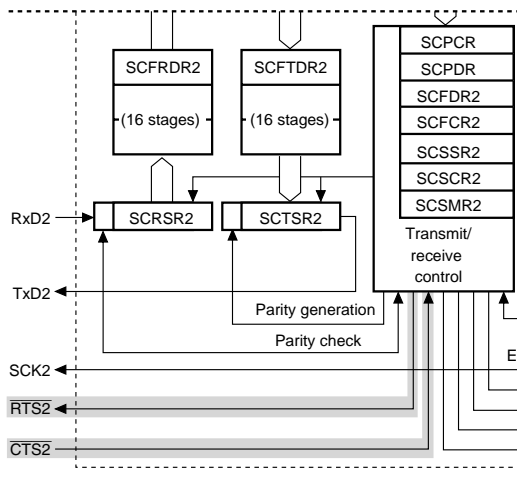 SCFRDR2
SCFTDR2
SCPCR
SCPDR
SCFDR2
(16 stages)
(16 stages)
SCFCR2
SCSSR2
SCSCR2
SCSMR2
RxD2
SCRSR2
SCTSR2
Transmit/
receive
control
TxD2
Parity generation
Parity check
E
SCK2
RTS2
CTS2